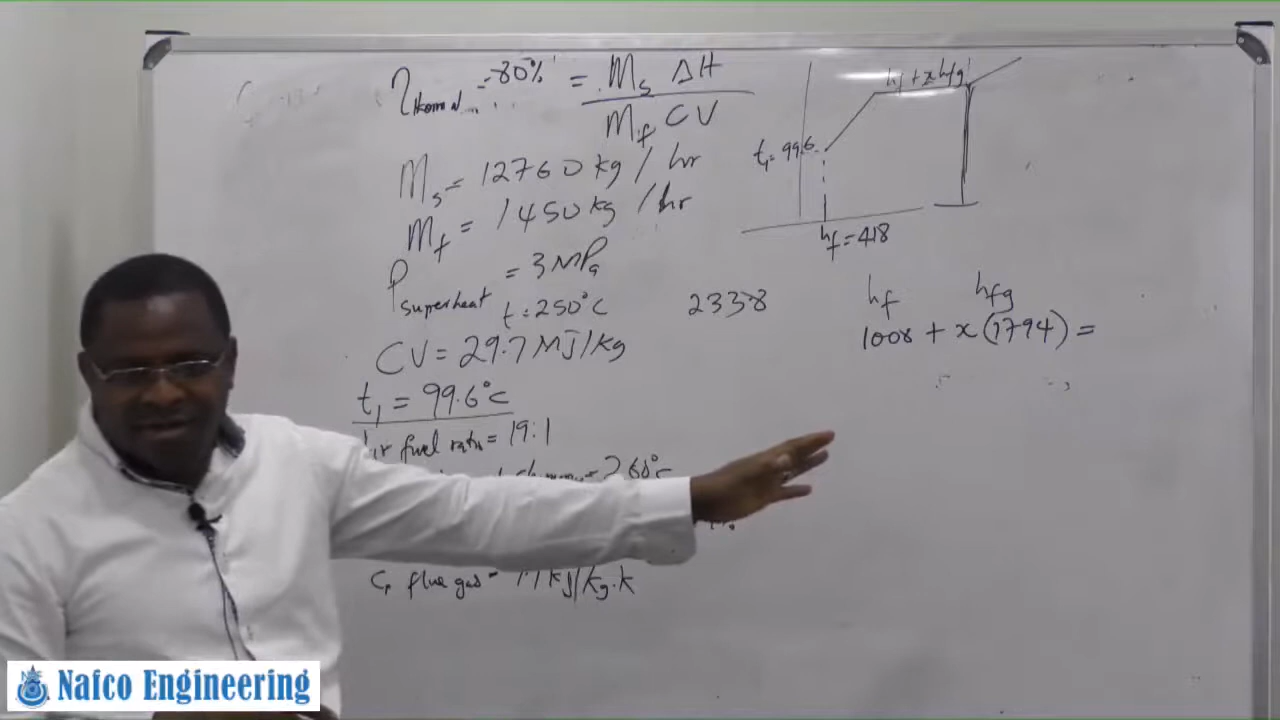 η thermal = 80% = Ms ΔH
Mf CV
Ms = 12760 kg / hr
Mf = 1450 kg / hr
P superheat = 3 MPa
t = 250°C
CV = 29.7 MJ/kg
t1 = 99.6°C
fuel ratio = 19:1
= 260°C
Cp flue gas = 1.1 kJ/kg.k
hf + x hfg
t1 = 99.6
hf = 418
2338
hf hfg
1008 + x (1794) =
Nafco Engineering